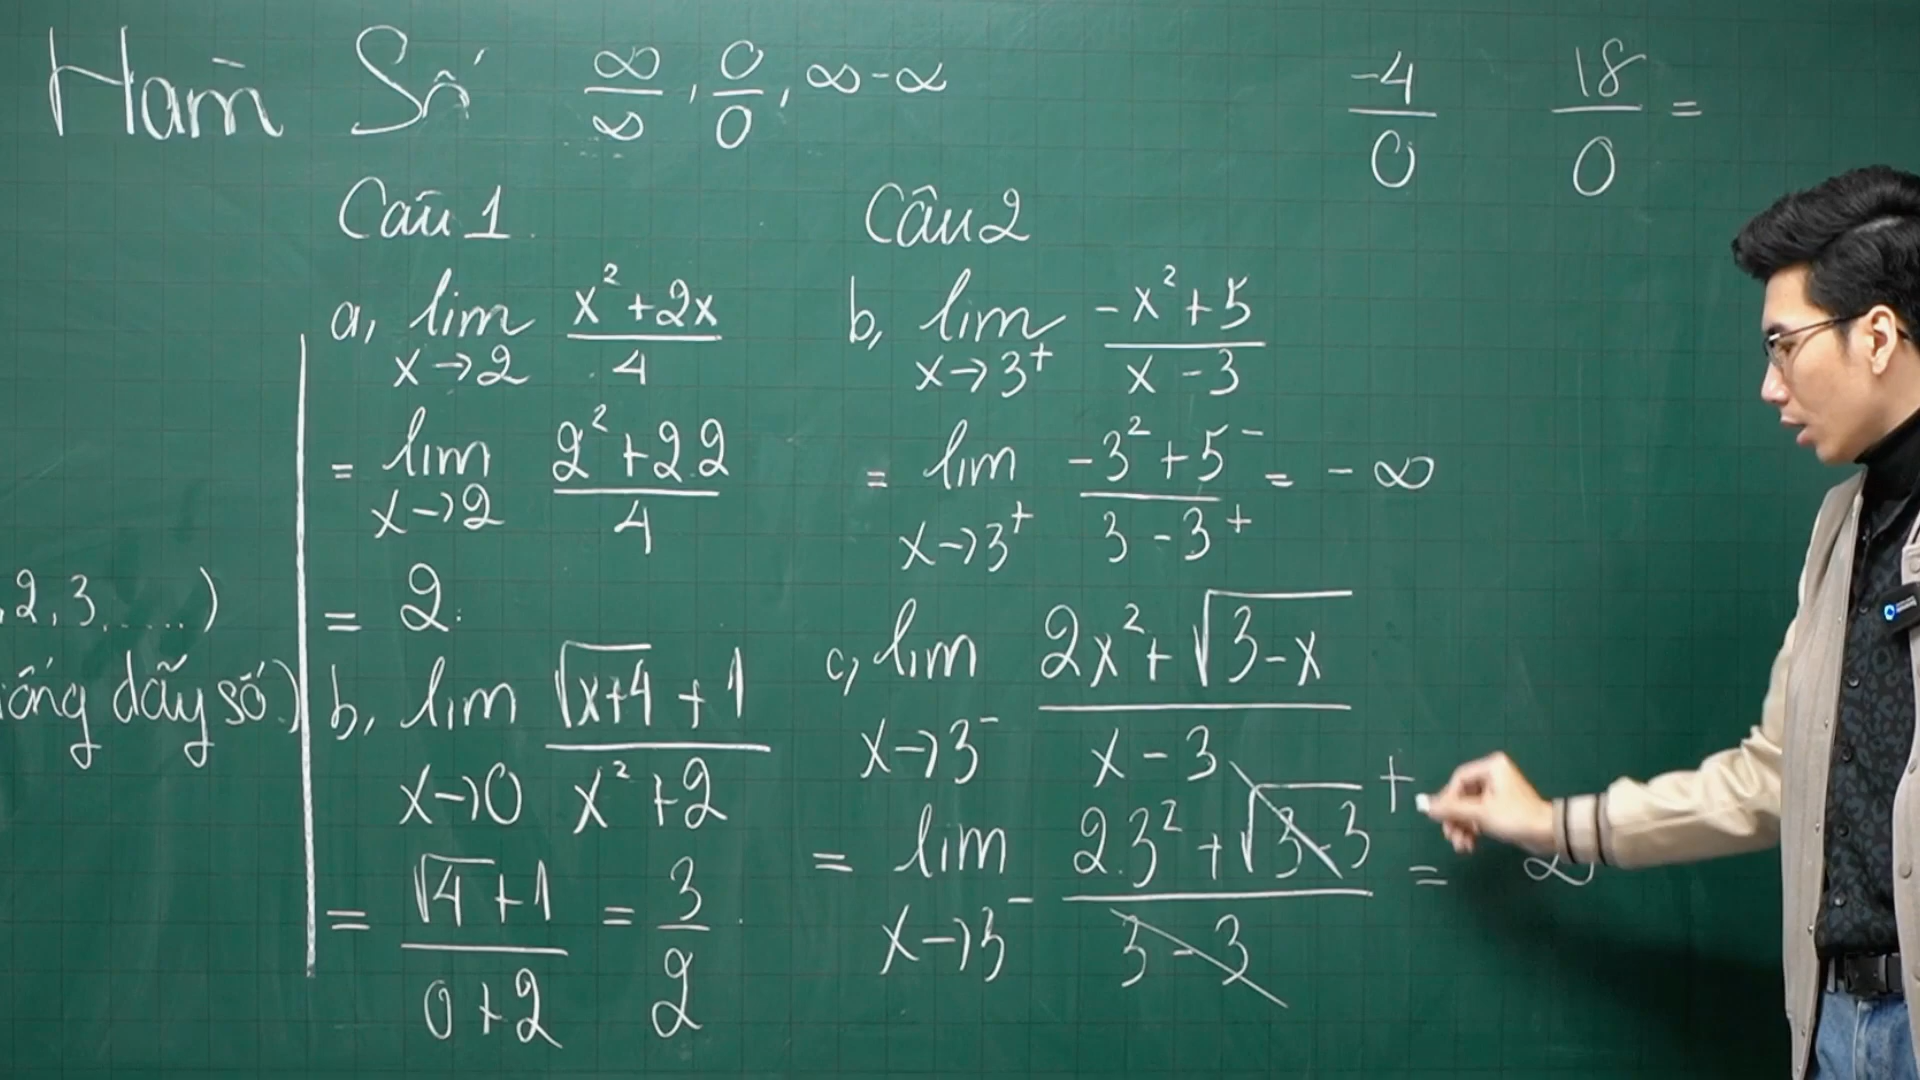 Hàm Số ∞/∞ , 0/0 , ∞-∞
-4/0 18/0 =
Câu 1
a, lim x→2 (x²+2x)/4
= lim x→2 (2²+2.2)/4
= 2.
b, lim x→0 (√(x+4) + 1)/(x²+2)
= (√4+1)/(0+2) = 3/2
Câu 2
b, lim x→3⁺ (-x²+5)/(x-3)
= lim x→3⁺ (-3²+5)⁻/(3-3)⁺ = -∞
c, lim x→3⁻ (2x²+√(3-x))/(x-3)
= lim x→3⁻ (2.3²+√(3-3))⁺/(3-3) = ∞
,2,3,.....)
dãy số)